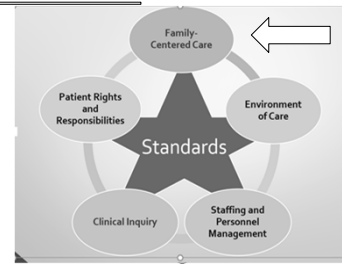 Family-
Centered Care
Patient Rights
and
Responsibilities
Environment
of Care
Standards
Clinical Inquiry
Staffing and
Personnel
Management